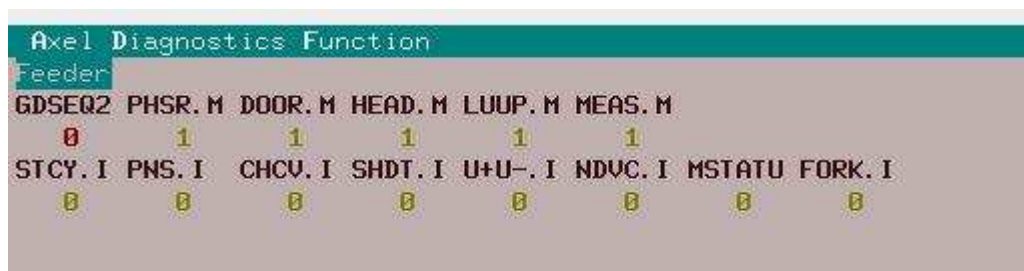 Axel Diagnostics Function
Feeder
GDSEQ2 PHSR.M DOOR.M HEAD.M LUUP.M MEAS.M
0 1 1 1 1 1
STCY.I PNS.I CHCV.I SHDT.I U+U-.I NDVC.I MSTATU FORK.I
0 0 0 0 0 0 0 0